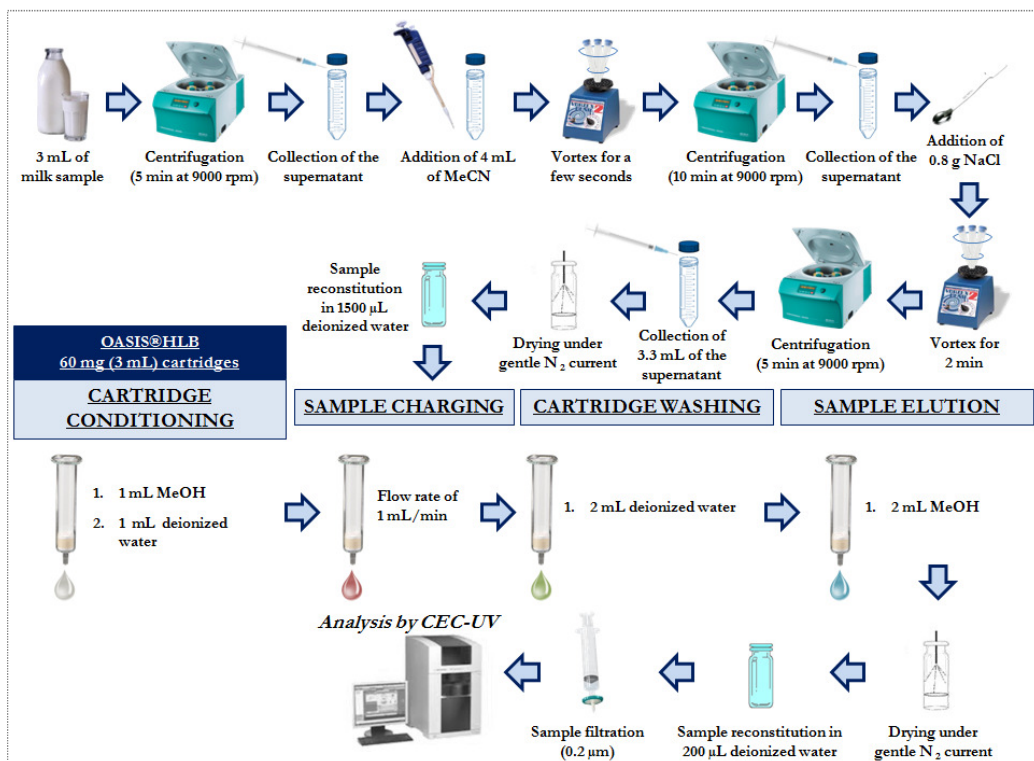 3 mL of
milk sample
Centrifugation
(5 min at 9000 rpm)
Collection of the
supernatant
Addition of 4 mL
of MeCN
Vortex for a
few seconds
Centrifugation
(10 min at 9000 rpm)
Collection of the
supernatant
Addition of
0.8 g NaCl
Vortex for
2 min
Centrifugation
(5 min at 9000 rpm)
Collection of
3.3 mL of the
supernatant
Drying under
gentle N2 current
Sample
reconstitution
in 1500 µL
deionized water
OASIS®HLB
60 mg (3 mL) cartridges
CARTRIDGE
CONDITIONING
SAMPLE CHARGING
CARTRIDGE WASHING
SAMPLE ELUTION
1. 1 mL MeOH
2. 1 mL deionized
water
Flow rate of
1 mL/min
1. 2 mL deionized water
1. 2 mL MeOH
Drying under
gentle N2 current
Sample reconstitution in
200 µL deionized water
Sample filtration
(0.2 µm)
Analysis by CEC-UV